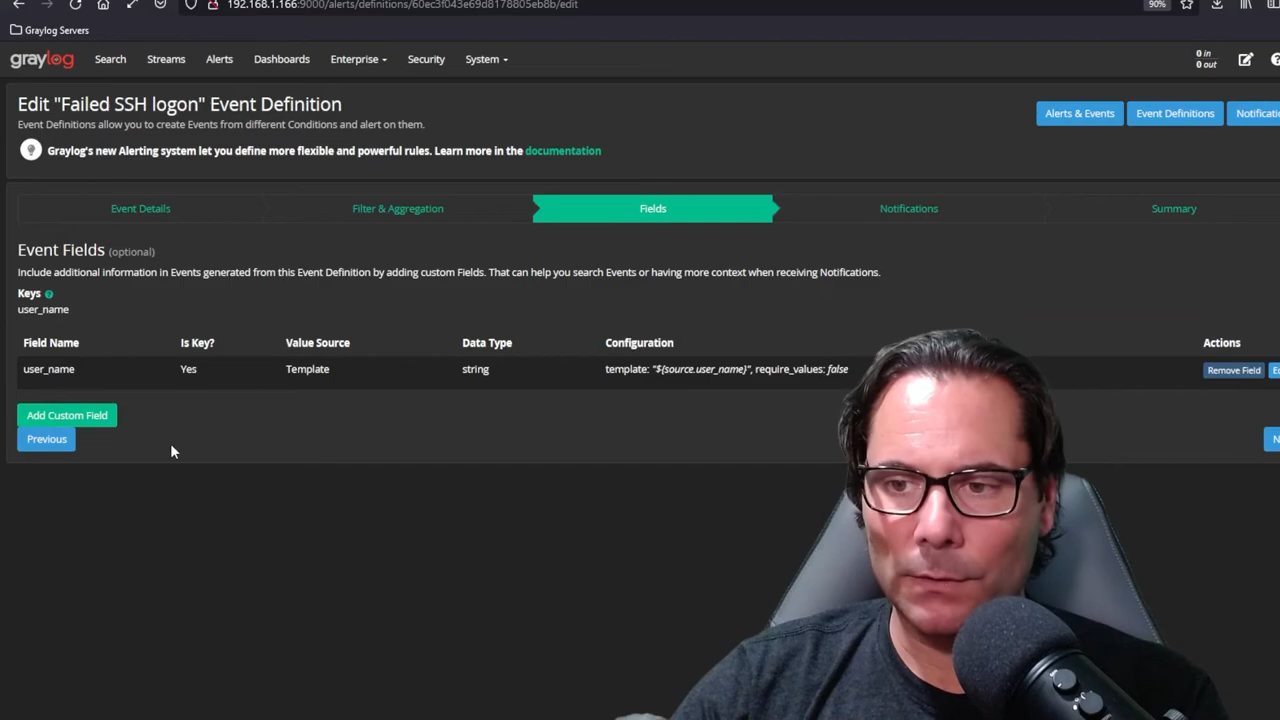 192.168.1.166:9000/alerts/definitions/60ec3f043e69d8178805eb8b/edit
90%
Graylog Servers
graylog Search Streams Alerts Dashboards Enterprise Security System
0 in
0 out
Edit "Failed SSH logon" Event Definition
Event Definitions allow you to create Events from different Conditions and alert on them.
Alerts & Events Event Definitions Notificatio
Graylog's new Alerting system let you define more flexible and powerful rules. Learn more in the documentation
Event Details Filter & Aggregation Fields Notifications Summary
Event Fields (optional)
Include additional information in Events generated from this Event Definition by adding custom Fields. That can help you search Events or having more context when receiving Notifications.
Keys
user_name
Field Name Is Key? Value Source Data Type Configuration Actions
user_name Yes Template string template: "${source.user_name}", require_values: false Remove Field E
Add Custom Field
Previous N